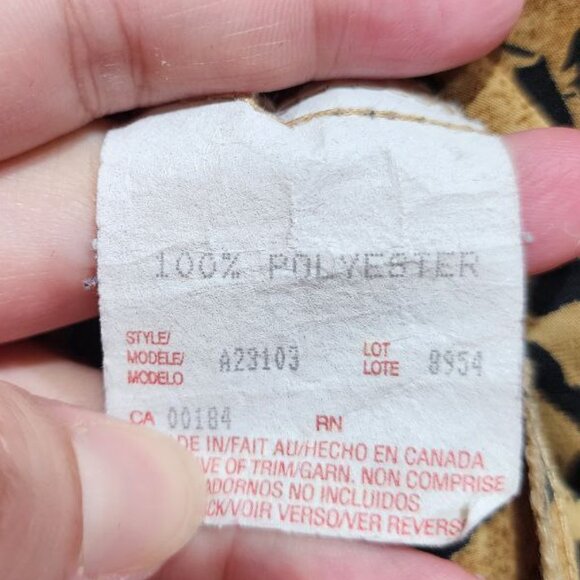 100% POLYESTER
STYLE/
MODÈLE/ A23103 LOT 8954
MODELO LOTE
CA 00184 RN
DE IN/FAIT AU/HECHO EN CANADA
VE OF TRIM/GARN. NON COMPRISE
ADORNOS NO INCLUIDOS
CK/VOIR VERSO/VER REVERS